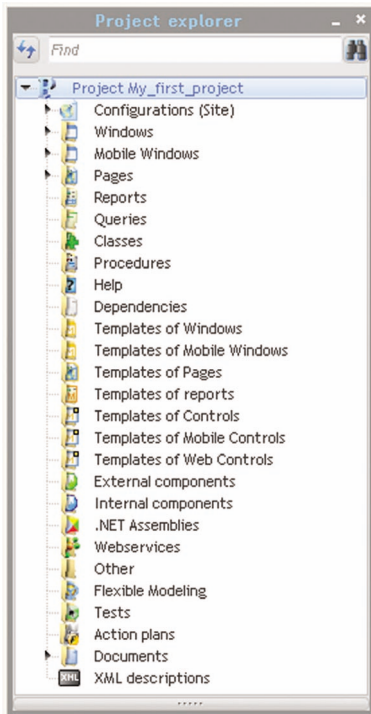 Project explorer
Find
Project My_first_project
Configurations (Site)
Windows
Mobile Windows
Pages
Reports
Queries
Classes
Procedures
Help
Dependencies
Templates of Windows
Templates of Mobile Windows
Templates of Pages
Templates of reports
Templates of Controls
Templates of Mobile Controls
Templates of Web Controls
External components
Internal components
.NET Assemblies
Webservices
Other
Flexible Modeling
Tests
Action plans
Documents
XML descriptions